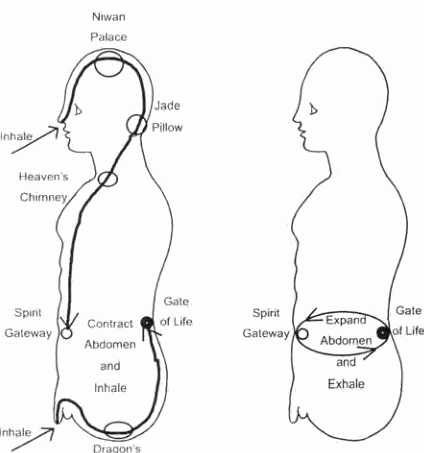 Niwan
Palace
Jade
Pillow
Inhale
Heaven's
Chimney
Spirit
Gateway
Contract
Abdomen
and
Inhale
Gate
of Life
Inhale
Dragon's
Spirit
Gateway
Expand
Abdomen
and
Exhale
Gate
of Life